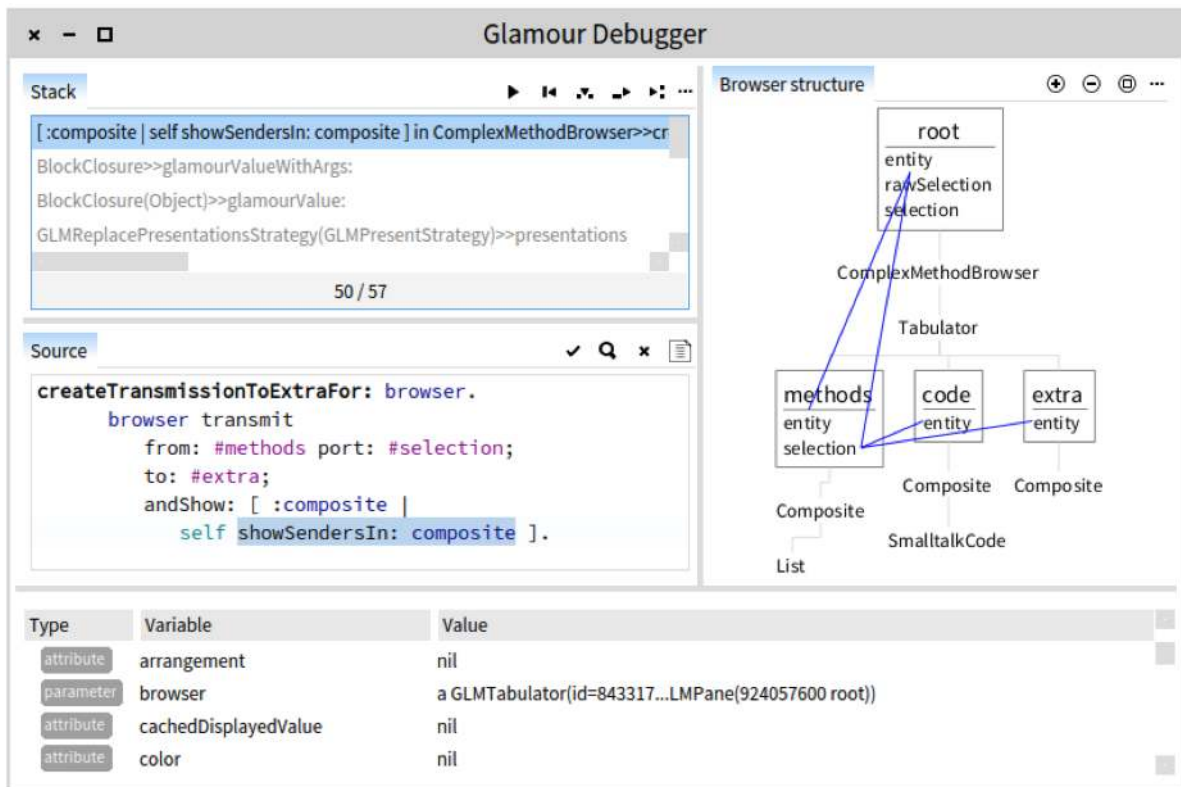 Glamour Debugger
Stack
[ :composite | self showSendersIn: composite ] in ComplexMethodBrowser>>cr
BlockClosure>>glamourValueWithArgs:
BlockClosure(Object)>>glamourValue:
GLMReplacePresentationsStrategy(GLMPresentStrategy)>>presentations
50 / 57
Source
createTransmissionToExtraFor: browser.
browser transmit
from: #methods port: #selection;
to: #extra;
andShow: [ :composite |
self showSendersIn: composite ].
Browser structure
root
entity
rawSelection
selection
ComplexMethodBrowser
Tabulator
methods
entity
selection
code
entity
extra
entity
Composite
List
Composite
SmalltalkCode
Composite
Type Variable Value
attribute arrangement nil
parameter browser a GLMTabulator(id=843317...LMPane(924057600 root))
attribute cachedDisplayedValue nil
attribute color nil